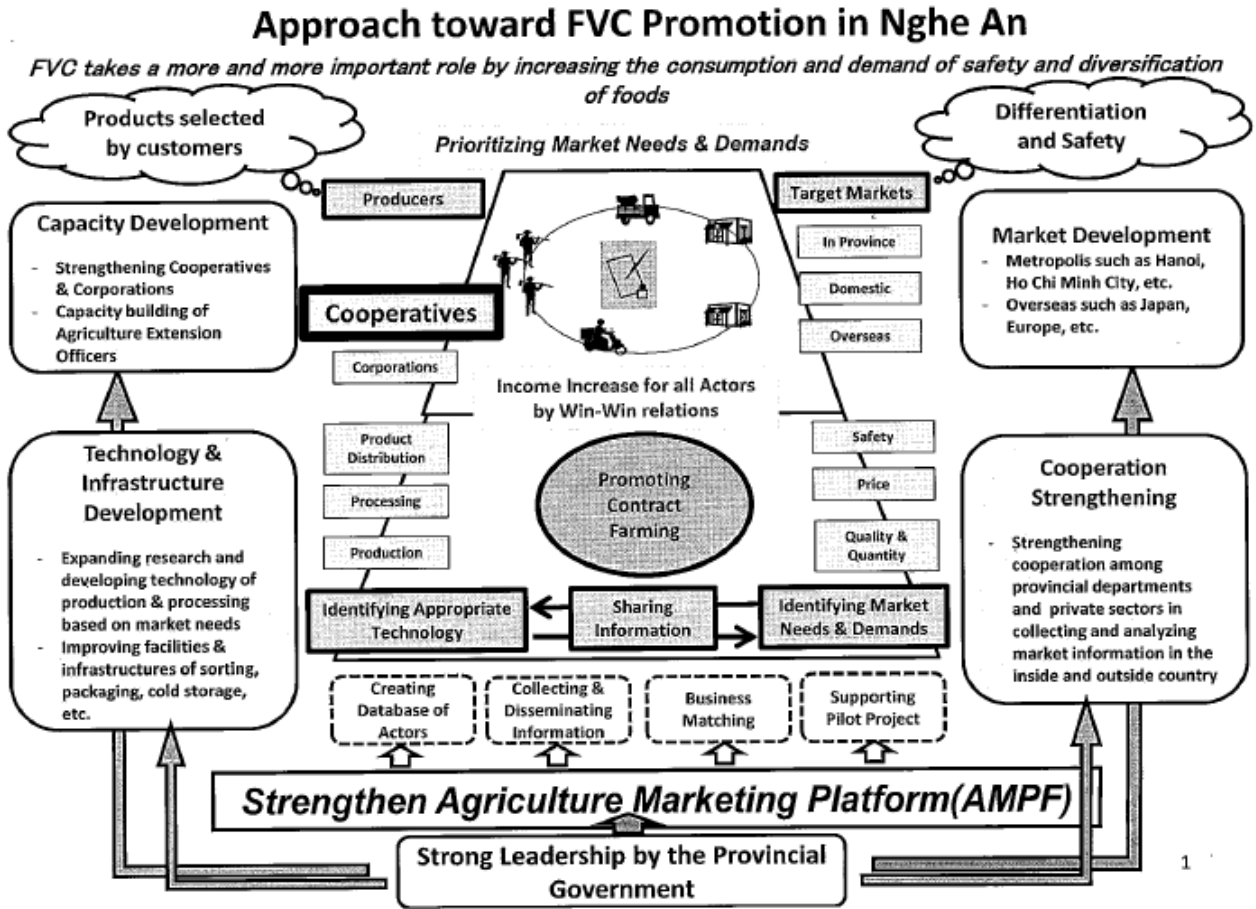 Approach toward FVC Promotion in Nghe An
FVC takes a more and more important role by increasing the consumption and demand of safety and diversification
of foods
Products selected
by customers
Prioritizing Market Needs & Demands
Differentiation
and Safety
Producers
Target Markets
Capacity Development
- Strengthening Cooperatives
& Corporations
- Capacity building of
Agriculture Extension
Officers
Cooperatives
Corporations
In Province
Domestic
Overseas
Market Development
- Metropolis such as Hanoi,
Ho Chi Minh City, etc.
- Overseas such as Japan,
Europe, etc.
Income Increase for all Actors
by Win-Win relations
Technology &
Infrastructure
Development
- Expanding research and
developing technology of
production & processing
based on market needs
- Improving facilities &
infrastructures of sorting,
packaging, cold storage,
etc.
Product
Distribution
Processing
Production
Promoting
Contract
Farming
Safety
Price
Quality &
Quantity
Cooperation
Strengthening
- Strengthening
cooperation among
provincial departments
and private sectors in
collecting and analyzing
market information in the
inside and outside country
Identifying Appropriate
Technology
Sharing
Information
Identifying Market
Needs & Demands
Creating
Database of
Actors
Collecting &
Disseminating
Information
Business
Matching
Supporting
Pilot Project
Strengthen Agriculture Marketing Platform(AMPF)
Strong Leadership by the Provincial
Government
1